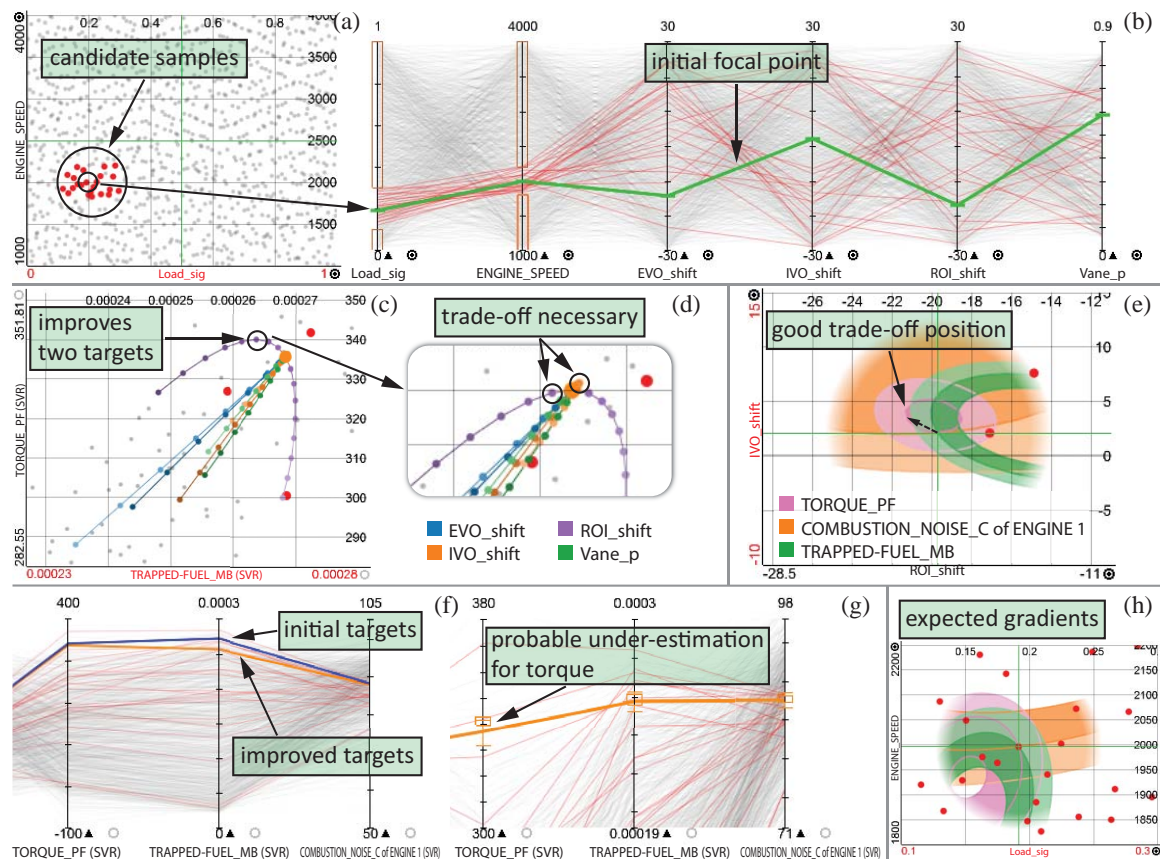 (a)
0.2 0.4 0.6 0.8
4000
3500
3000
2500
2000
1500
1000
ENGINE_SPEED
candidate samples
0 Load_sig 1
(b)
1 4000 30 30 30 0.9
initial focal point
0 1000 -30 -30 -30 0
Load_sig ENGINE_SPEED EVO_shift IVO_shift ROI_shift Vane_p
(c)
0.00024 0.00025 0.00026 0.00027
350
340
330
320
310
300
290
351.81
TORQUE_PF (SVR)
282.55
improves
two targets
0.00023 TRAPPED-FUEL_MB (SVR) 0.00028
(d)
trade-off necessary
EVO_shift ROI_shift
IVO_shift Vane_p
(e)
-26 -24 -22 -20 -18 -16 -14 -12
15
10
5
0
-5
-10
IVO_shift
good trade-off position
TORQUE_PF
COMBUSTION_NOISE_C of ENGINE 1
TRAPPED-FUEL_MB
-28.5 ROI_shift -11
(f)
400 0.0003 105
initial targets
improved targets
-100 0 50
TORQUE_PF (SVR) TRAPPED-FUEL_MB (SVR) COMBUSTION_NOISE_C of ENGINE 1 (SVR)
(g)
380 0.00003 98
probable under-estimation
for torque
300 0.00019 71
TORQUE_PF (SVR) TRAPPED-FUEL_MB (SVR) COMBUSTION_NOISE_C of ENGINE 1 (SVR)
(h)
expected gradients
0.15 0.2 0.25
2200
2150
2100
2050
2000
1950
1900
1850
ENGINE_SPEED
1800
0.1 Load_sig 0.3